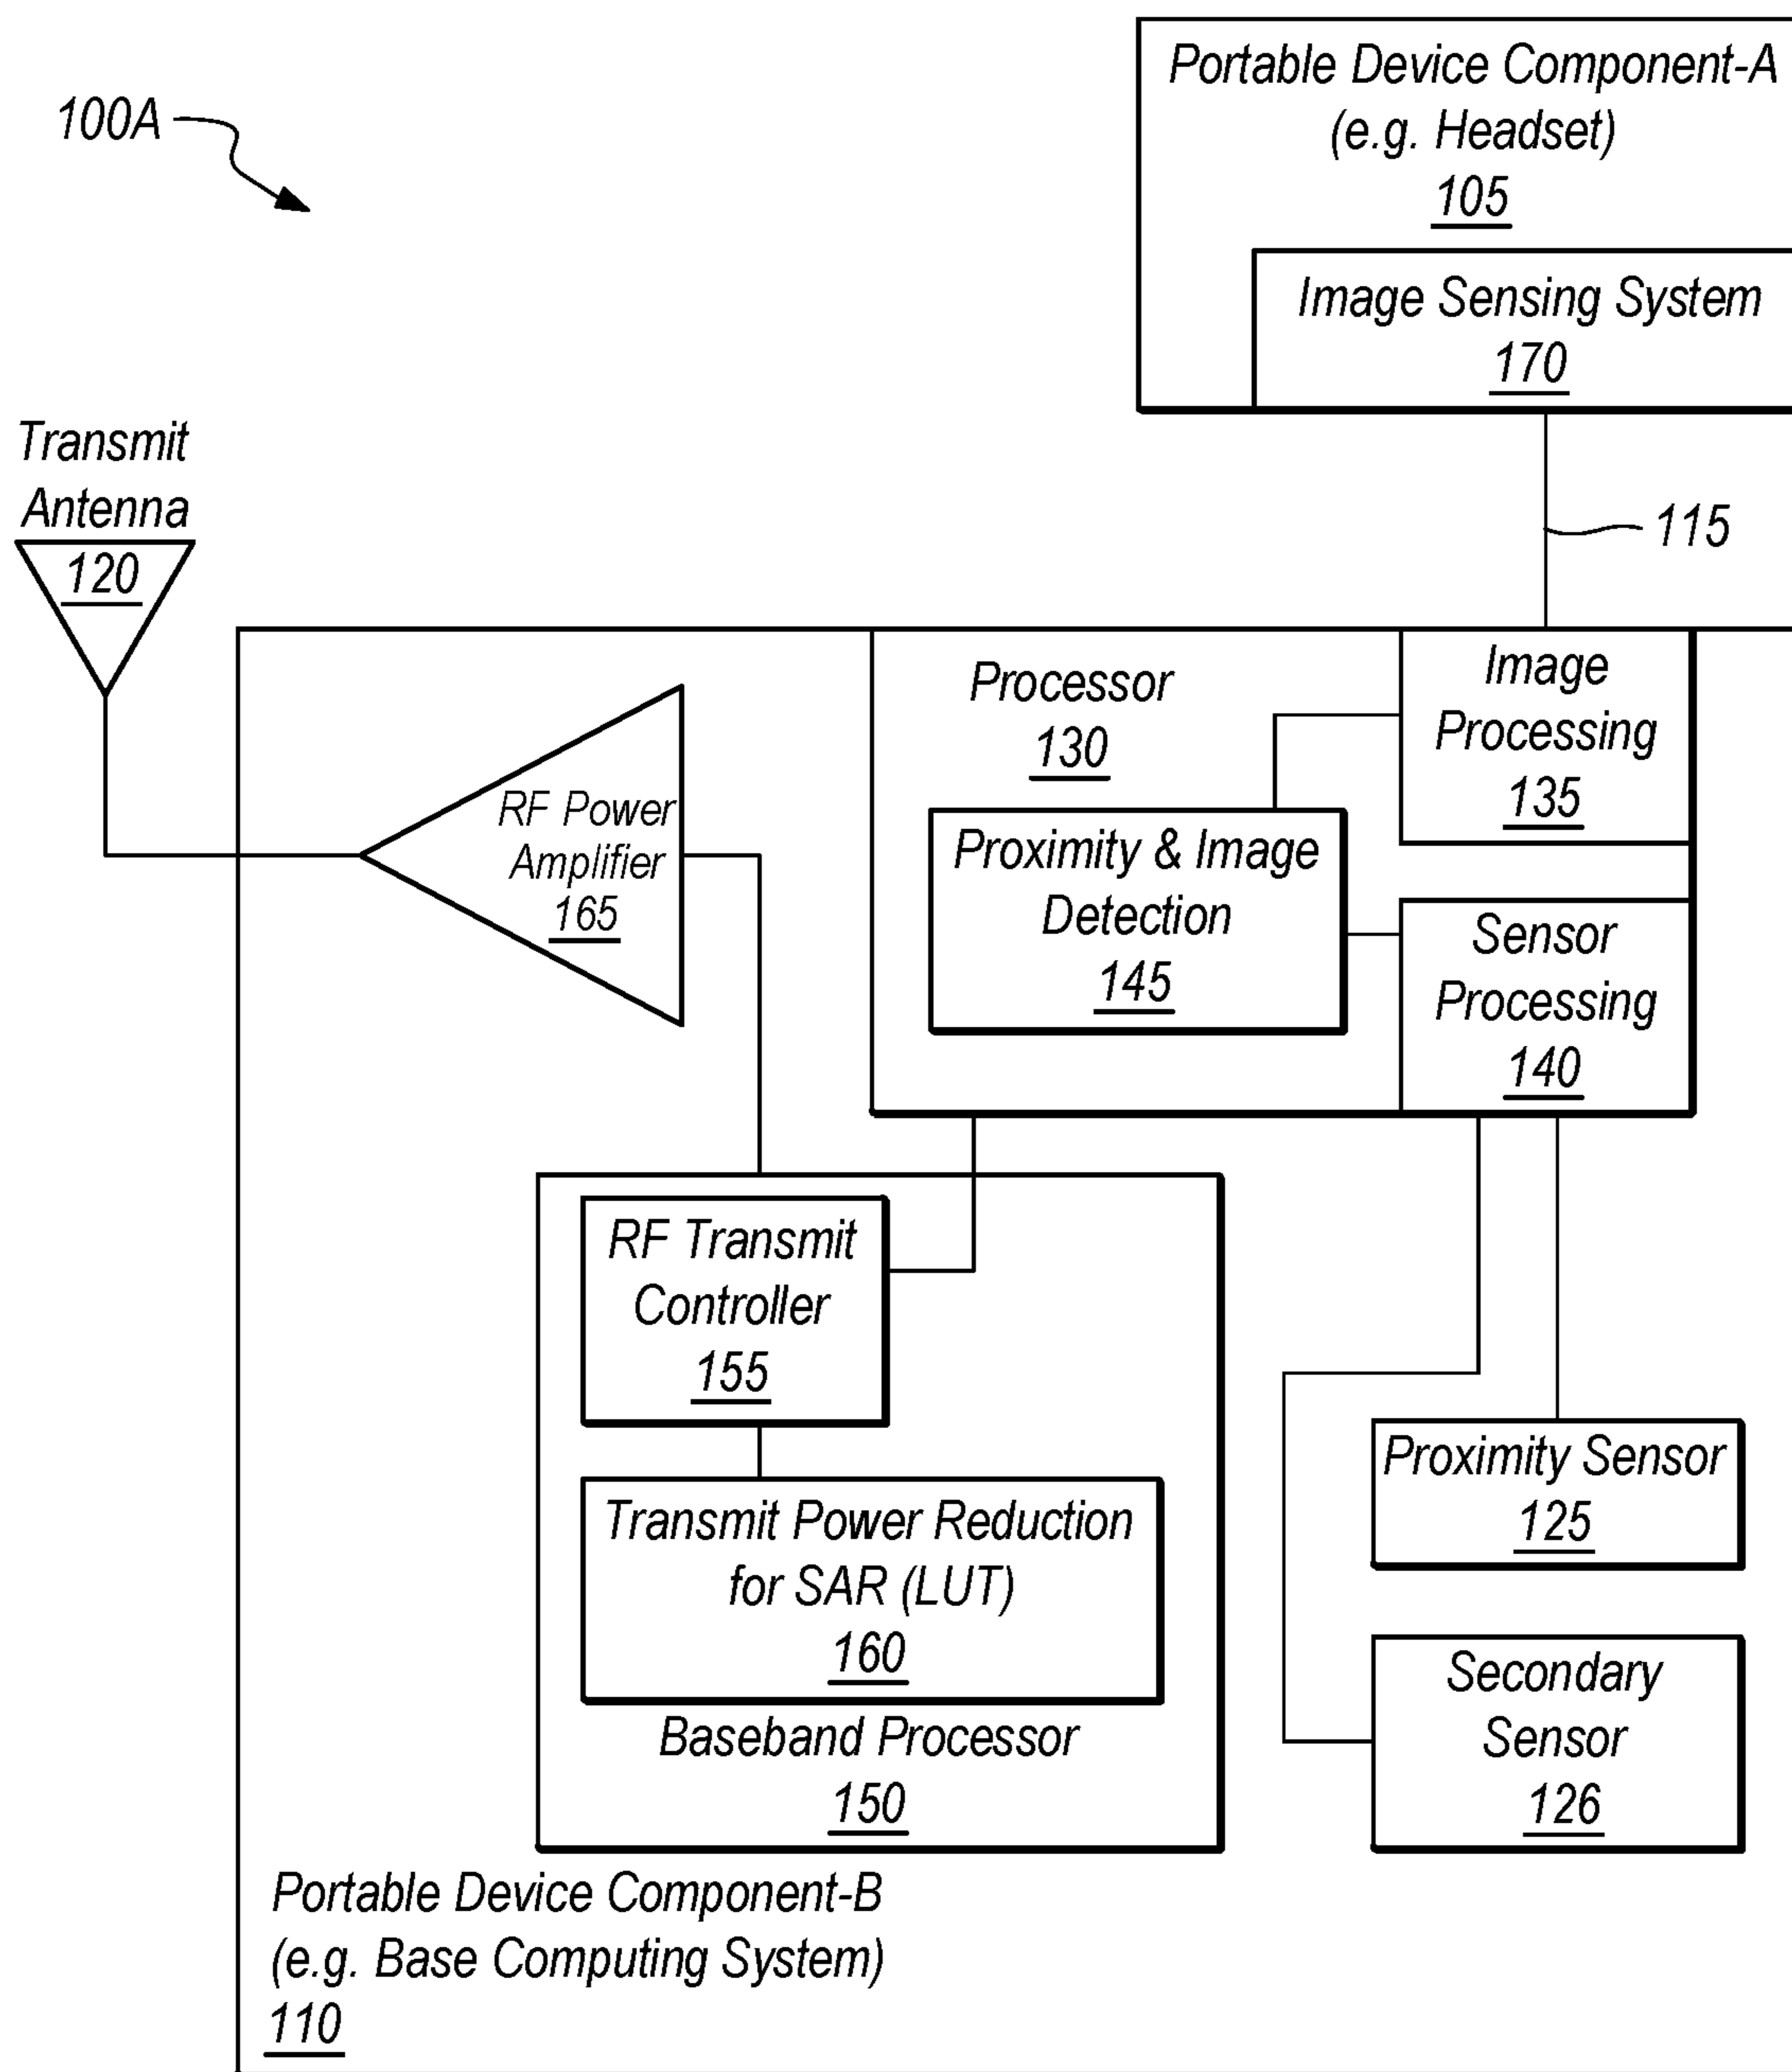 100A
Portable Device Component-A
(e.g. Headset)
105
Image Sensing System
170
Transmit
Antenna
120
115
Processor
130
Image
Processing
135
RF Power
Amplifier
165
Proximity & Image
Detection
145
Sensor
Processing
140
RF Transmit
Controller
155
Proximity Sensor
125
Transmit Power Reduction
for SAR (LUT)
160
Secondary
Sensor
126
Baseband Processor
150
Portable Device Component-B
(e.g. Base Computing System)
110